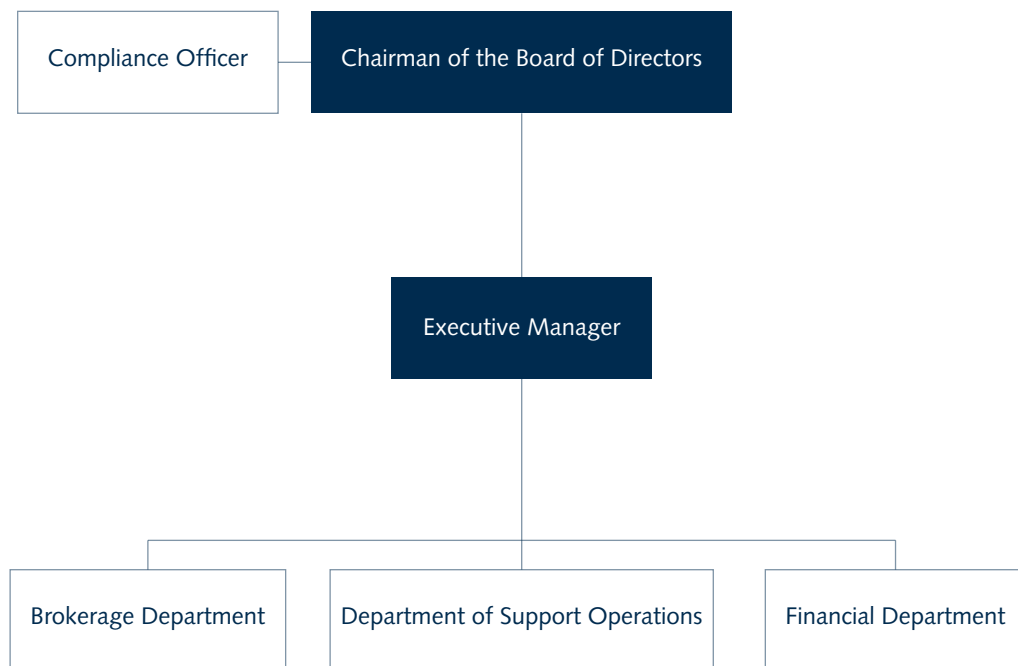 Compliance Officer
Chairman of the Board of Directors
Executive Manager
Brokerage Department
Department of Support Operations
Financial Department